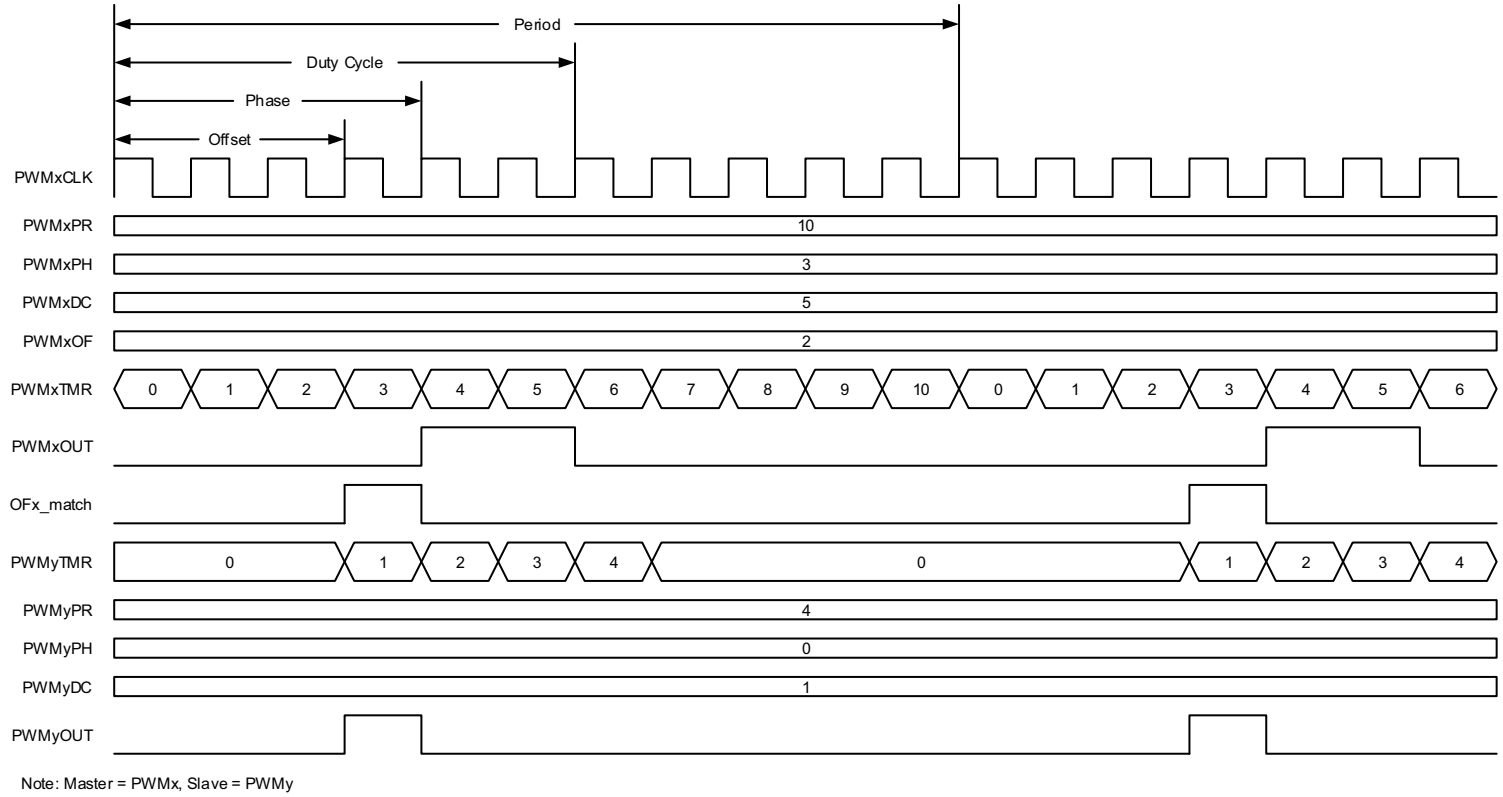 Period
Duty Cycle
Phase
Offset
PWMxCLK
PWMxPR 10
PWMxPH 3
PWMxDC 5
PWMxOF 2
PWMxTMR 0 1 2 3 4 5 6 7 8 9 10 0 1 2 3 4 5 6
PWMxOUT
OFx_match
PWMyTMR 0 1 2 3 4 0 1 2 3 4
PWMyPR 4
PWMyPH 0
PWMyDC 1
PWMyOUT
Note: Master = PWMx, Slave = PWMy